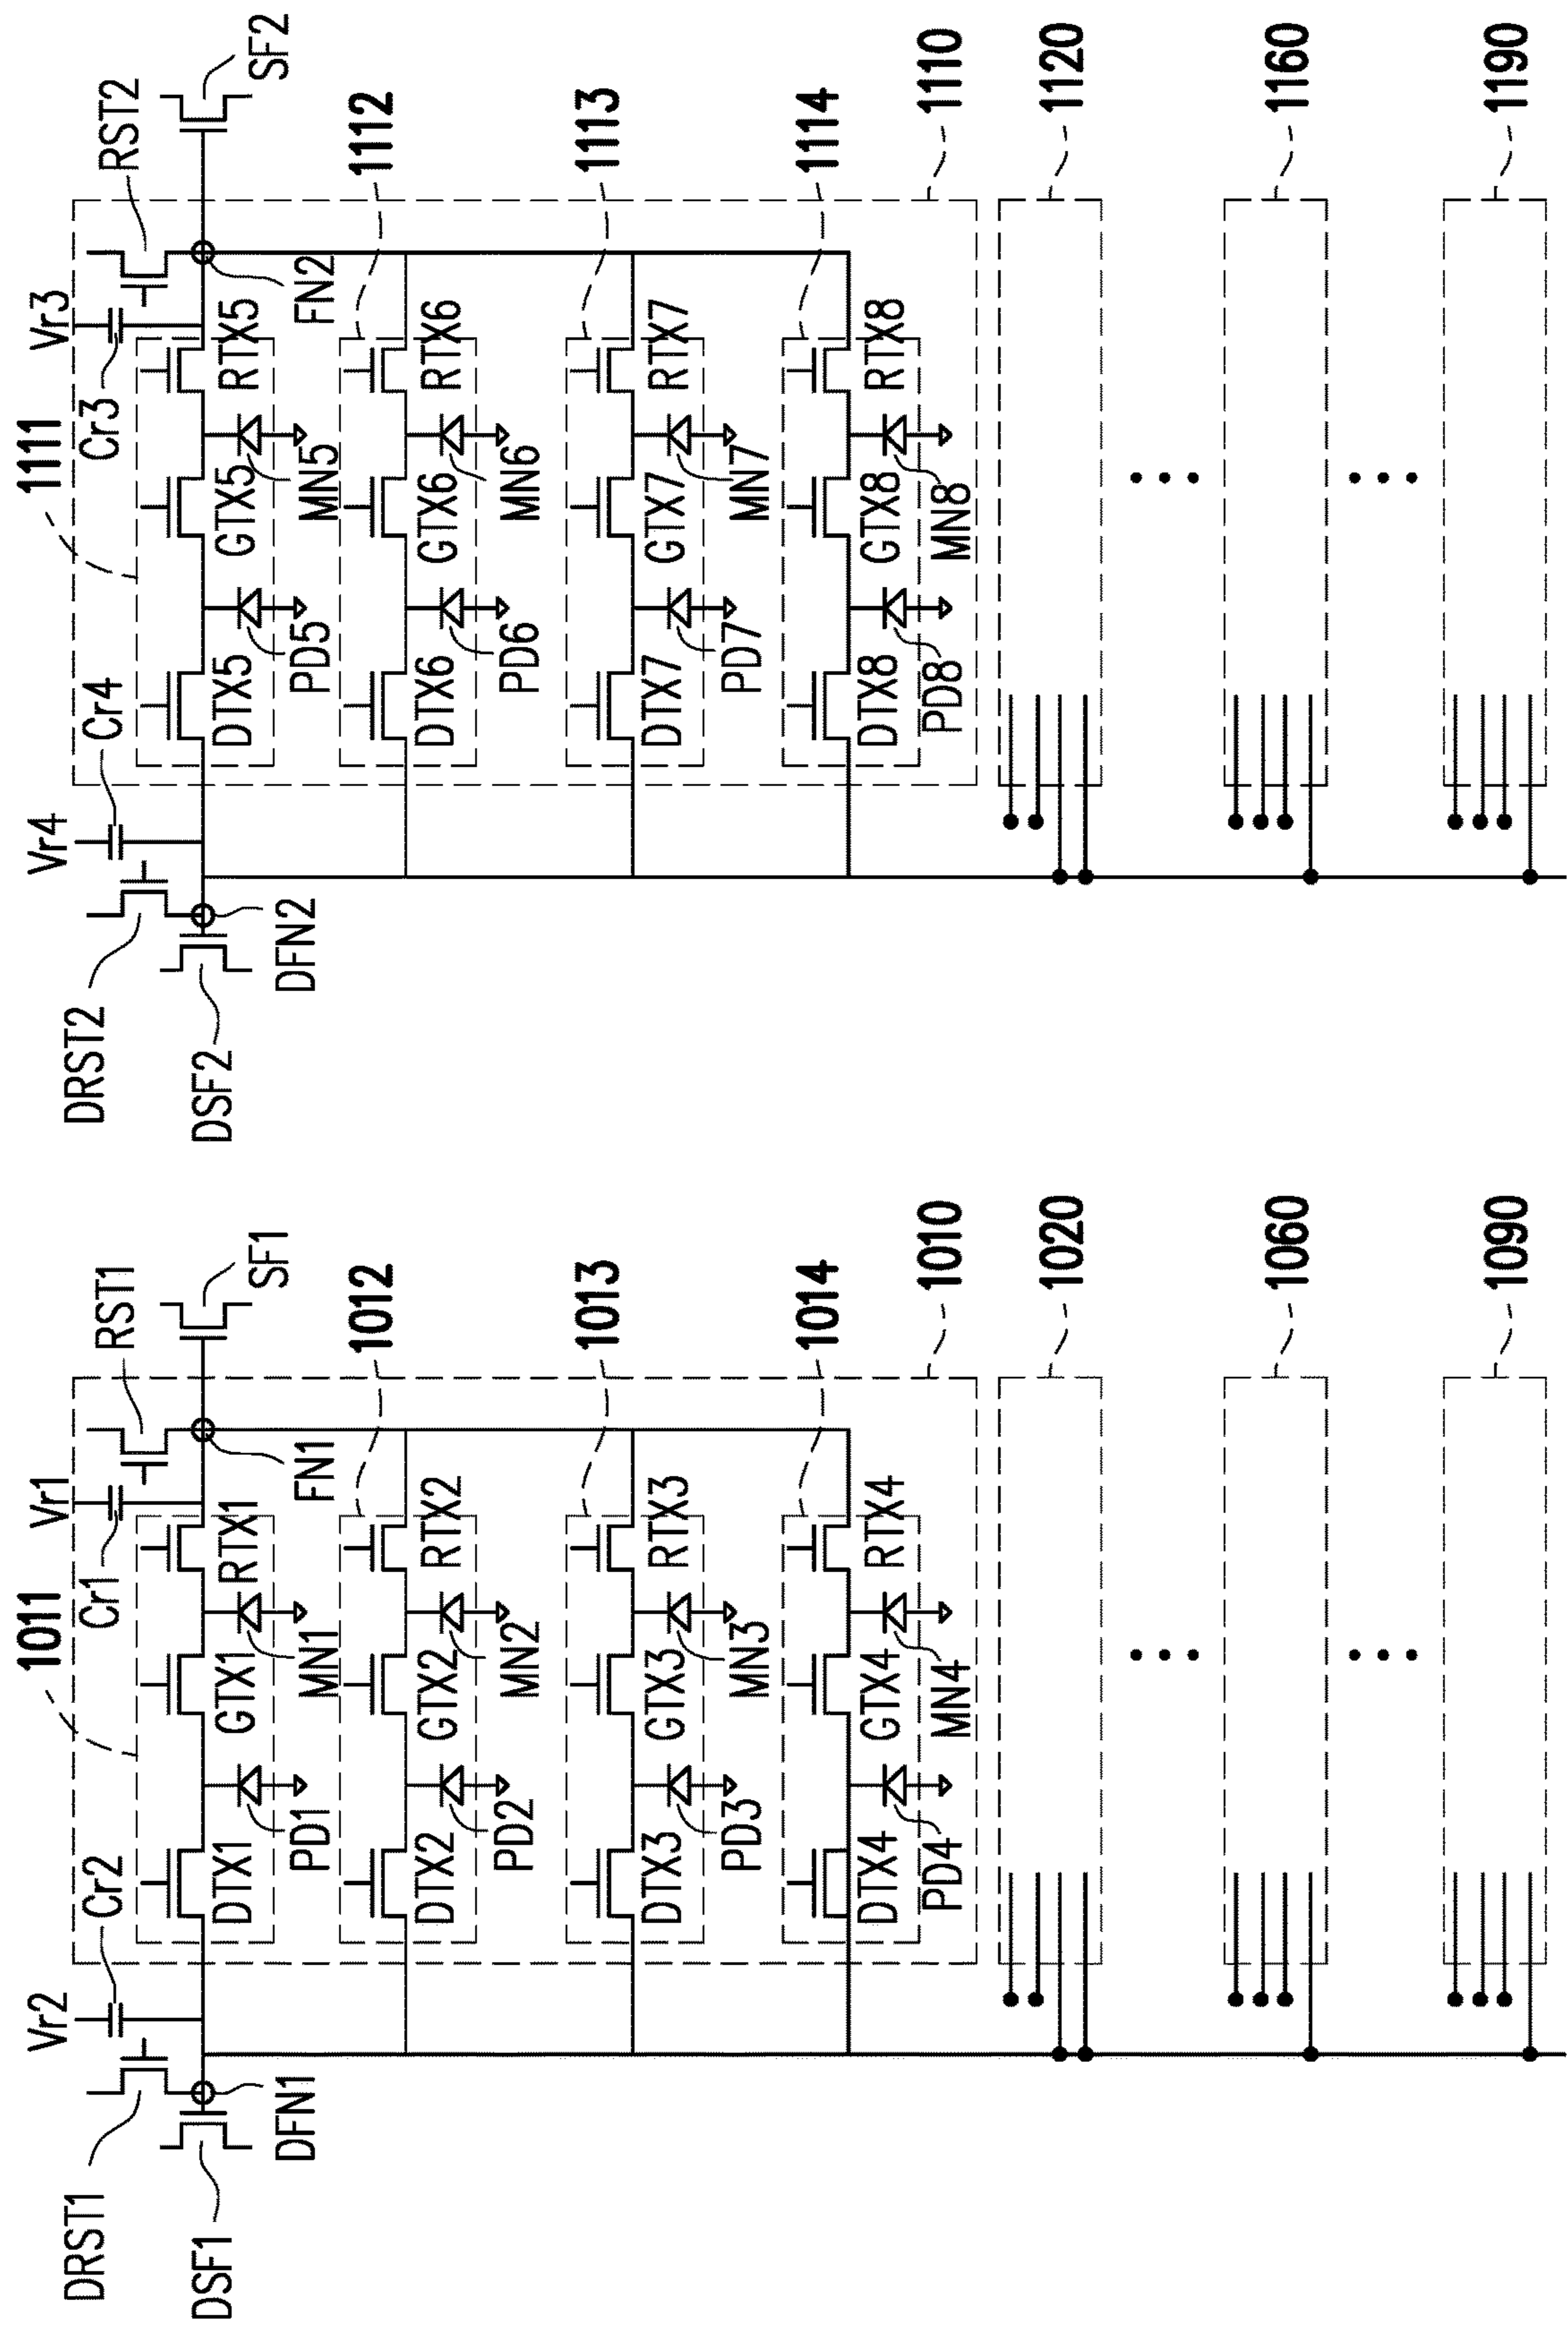 Vr2
Cr2
1011
Cr1
Vr1
RST1
SF1
DRST1
DSF1
DFN1
DTX1
PD1
GTX1
MN1
RTX1
FN1
1012
DTX2
PD2
GTX2
MN2
RTX2
1013
DTX3
PD3
GTX3
MN3
RTX3
1014
DTX4
PD4
GTX4
MN4
RTX4
1010
1020
1060
1090
Vr4
Cr4
1111
Cr3
Vr3
RST2
SF2
DRST2
DSF2
DFN2
DTX5
PD5
GTX5
MN5
RTX5
FN2
1112
DTX6
PD6
GTX6
MN6
RTX6
1113
DTX7
PD7
GTX7
MN7
RTX7
1114
DTX8
PD8
GTX8
MN8
RTX8
1110
1120
1160
1190